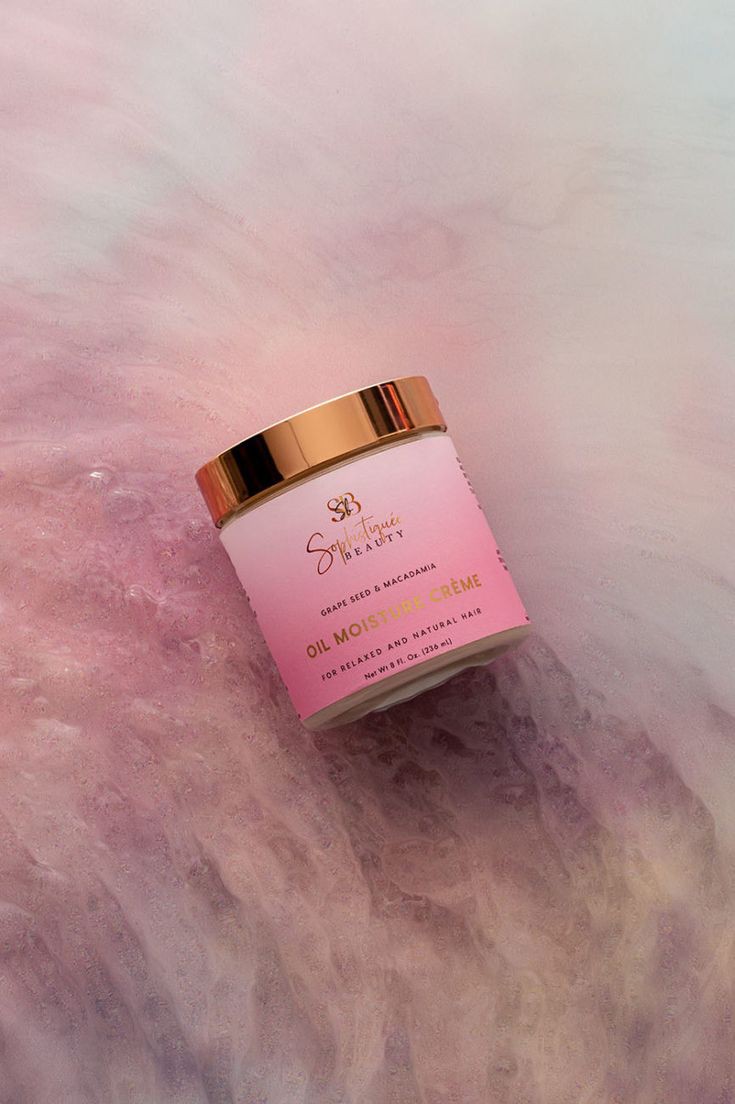 SB
Sophistiqueé
BEAUTY
GRAPE SEED & MACADAMIA
OIL MOISTURE CRÈME
FOR RELAXED AND NATURAL HAIR
Net Wt 8 Fl. Oz. (236 ml)